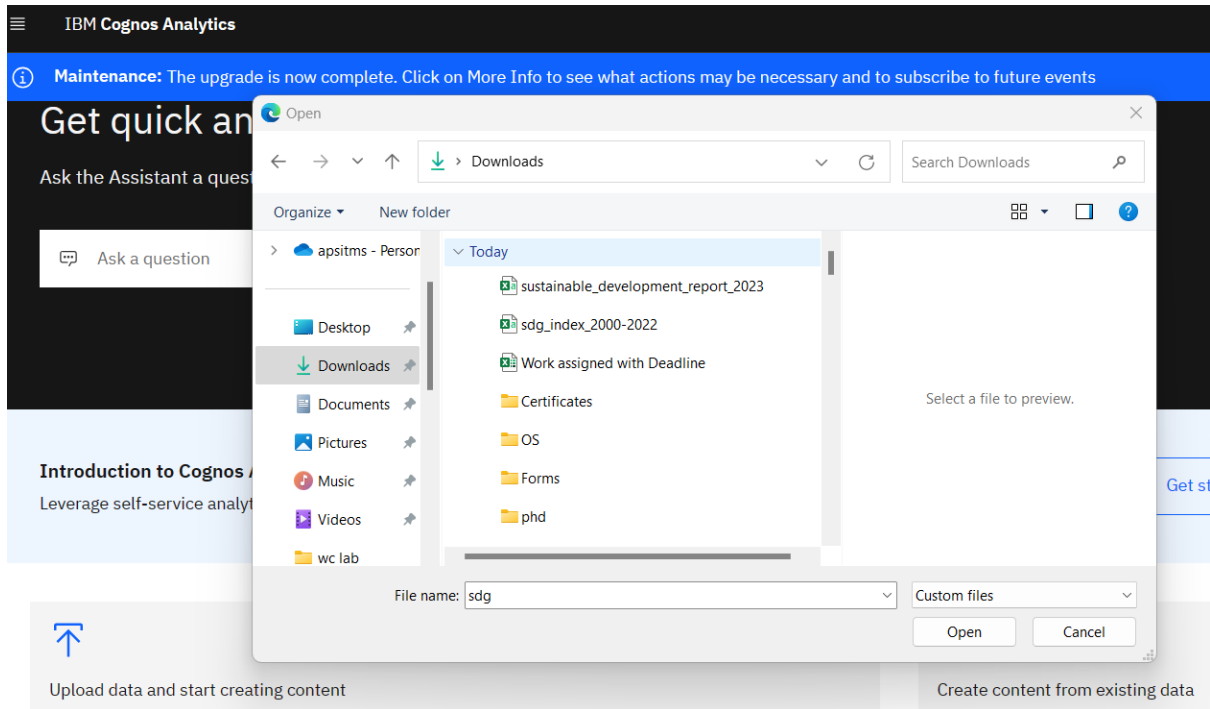 IBM Cognos Analytics
Maintenance: The upgrade is now complete. Click on More Info to see what actions may be necessary and to subscribe to future events
Get quick an
Ask the Assistant a quest
Ask a question
Introduction to Cognos
Leverage self-service analyt
Open
Downloads
Search Downloads
Organize
New folder
apsitms - Person
Desktop
Downloads
Documents
Pictures
Music
Videos
wc lab
Today
sustainable_development_report_2023
sdg_index_2000-2022
Work assigned with Deadline
Certificates
OS
Forms
phd
Select a file to preview.
File name: sdg
Custom files
Open
Cancel
Get st
Upload data and start creating content
Create content from existing data